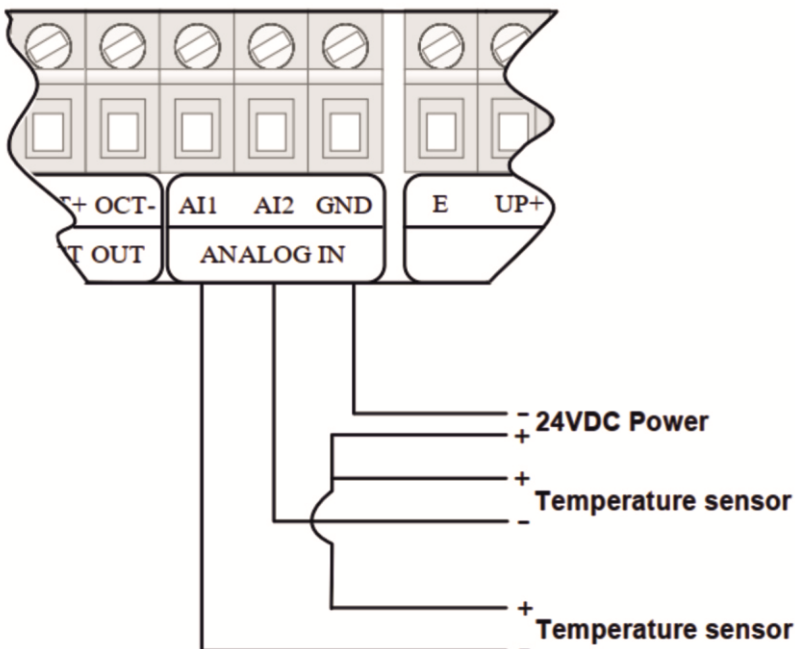 T+ OCT- AI1 AI2 GND E UP+
T OUT ANALOG IN
- 24VDC Power
+
+
Temperature sensor
-
+
Temperature sensor
-